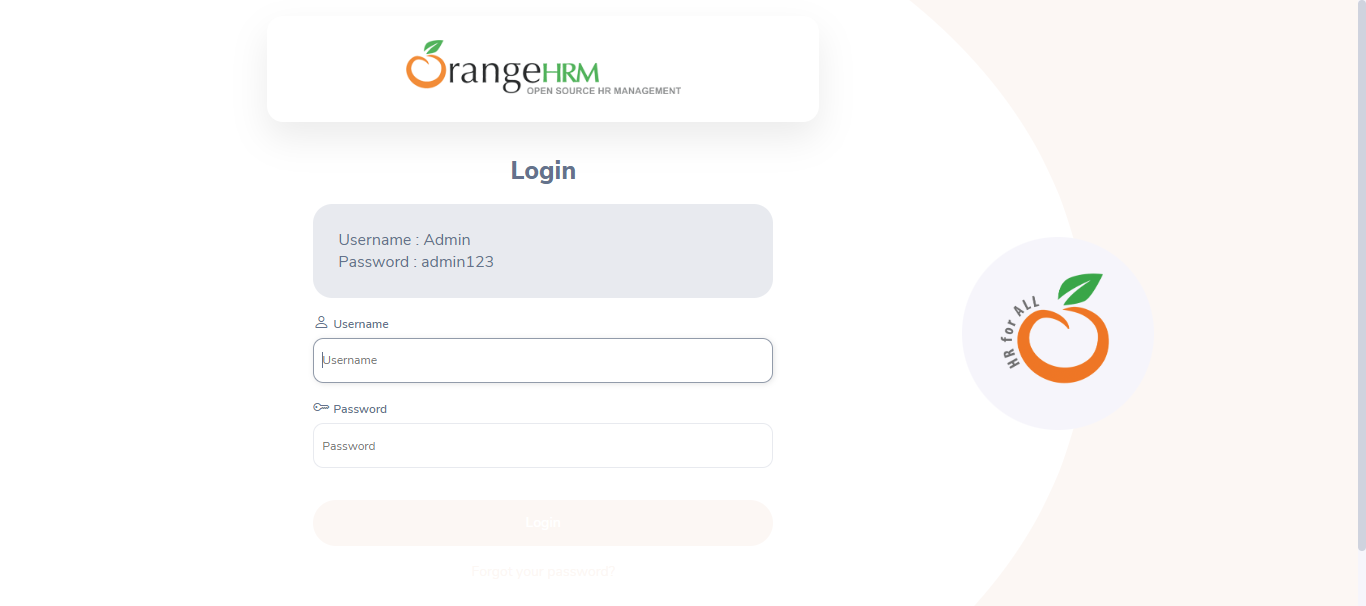 OrangeHRM
OPEN SOURCE HR MANAGEMENT
Login
Username : Admin
Password : admin123
Username
Username
Password
Password
Login
Forgot your password?
HR for ALL